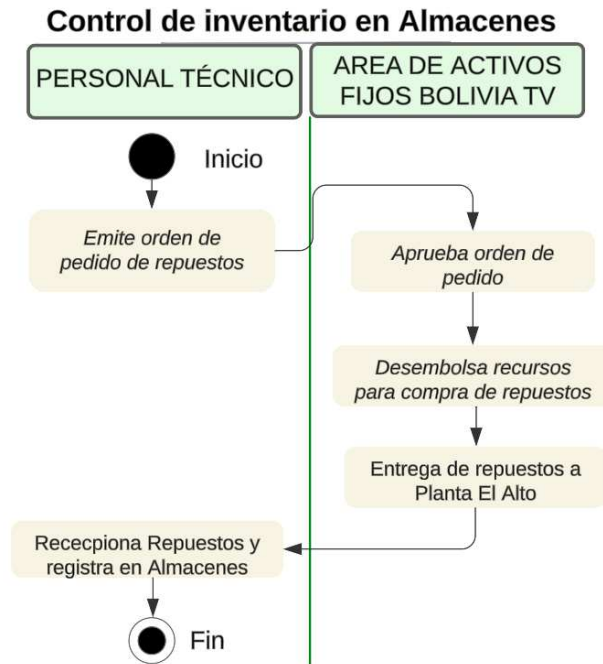 Control de inventario en Almacenes
PERSONAL TÉCNICO
AREA DE ACTIVOS
FIJOS BOLIVIA TV
Inicio
Emite orden de
pedido de repuestos
Aprueba orden de
pedido
Desembolsa recursos
para compra de repuestos
Entrega de repuestos a
Planta El Alto
Rececpiona Repuestos y
registra en Almacenes
Fin